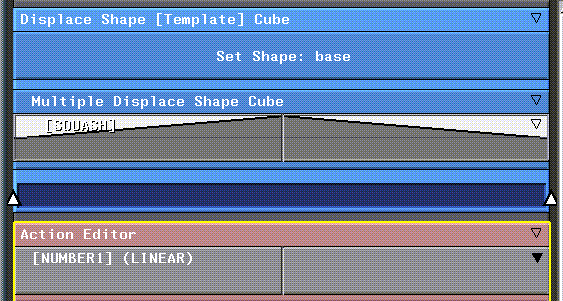 Displace Shape [Template] Cube
Set Shape: base
Multiple Displace Shape Cube
[SQUASH]
Action Editor
[NUMBER1] (LINEAR)